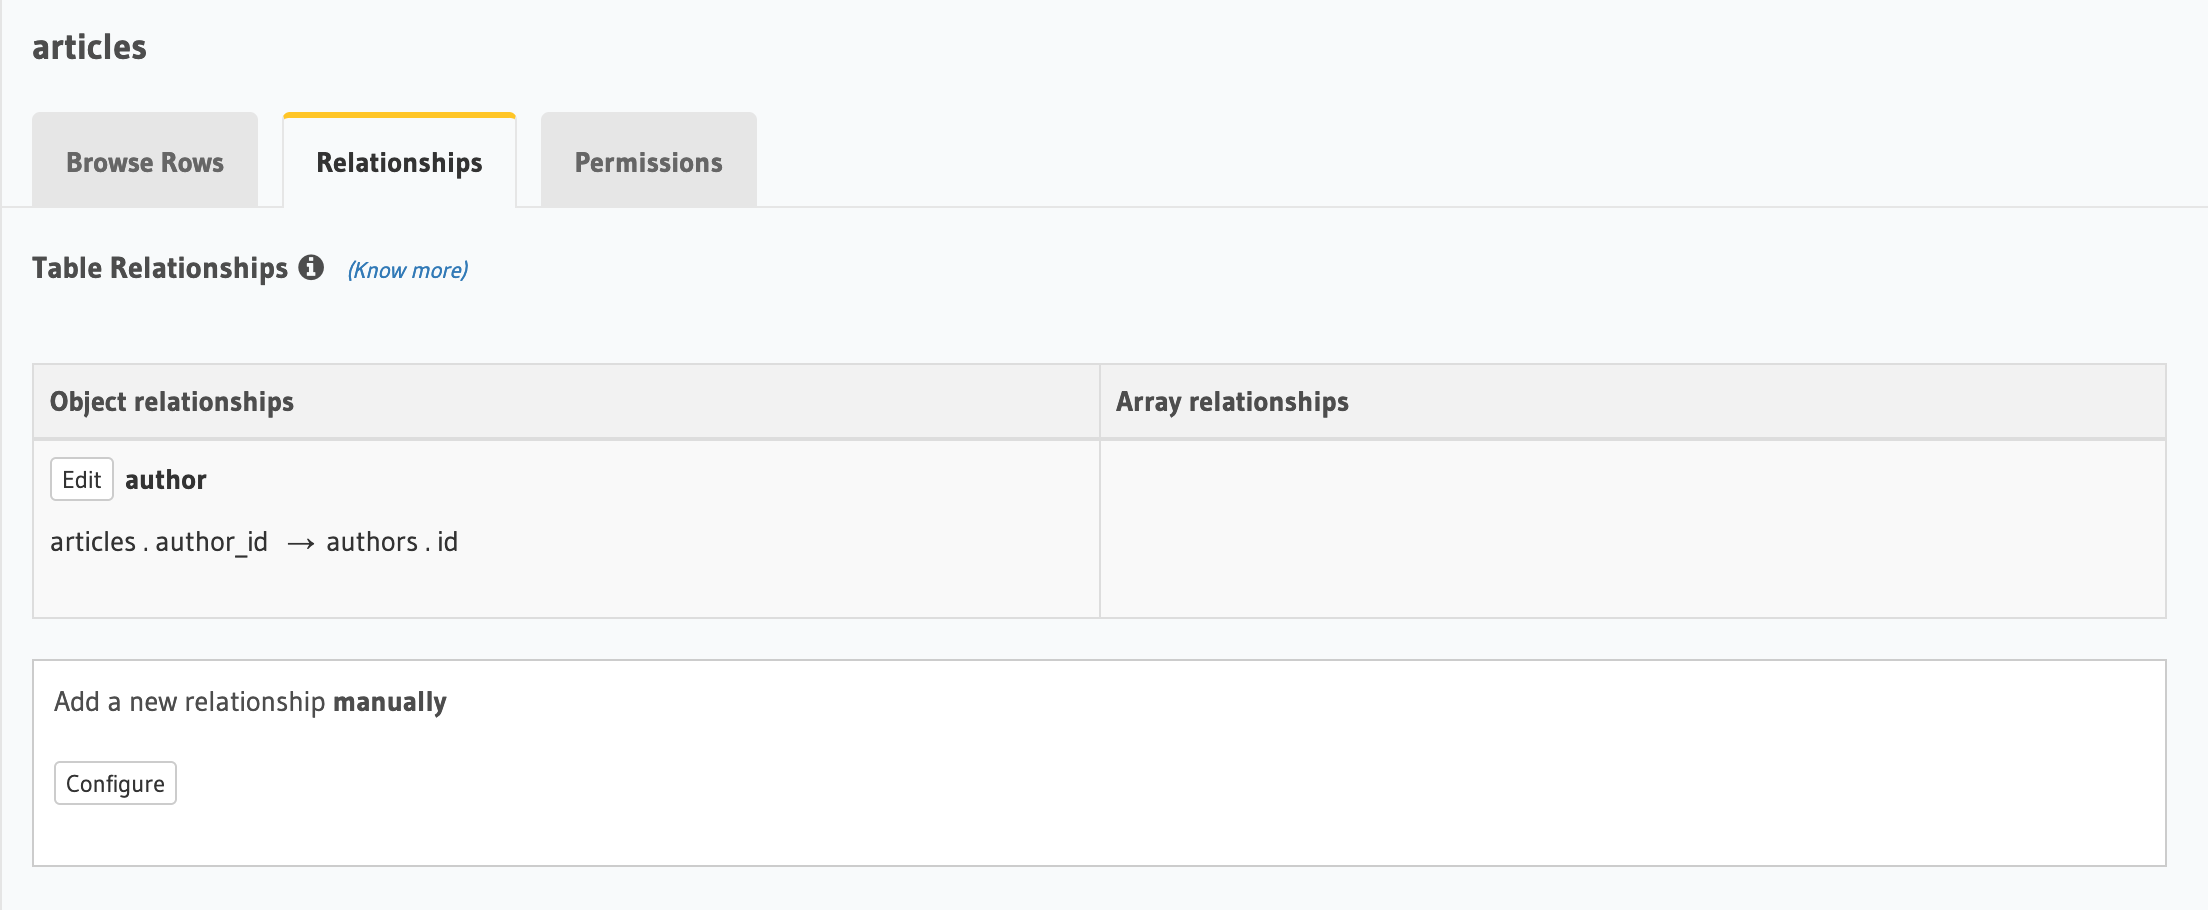 articles
Browse Rows
Relationships
Permissions
Table Relationships (Know more)
Object relationships
Array relationships
Edit author
articles . author_id → authors . id
Add a new relationship manually
Configure